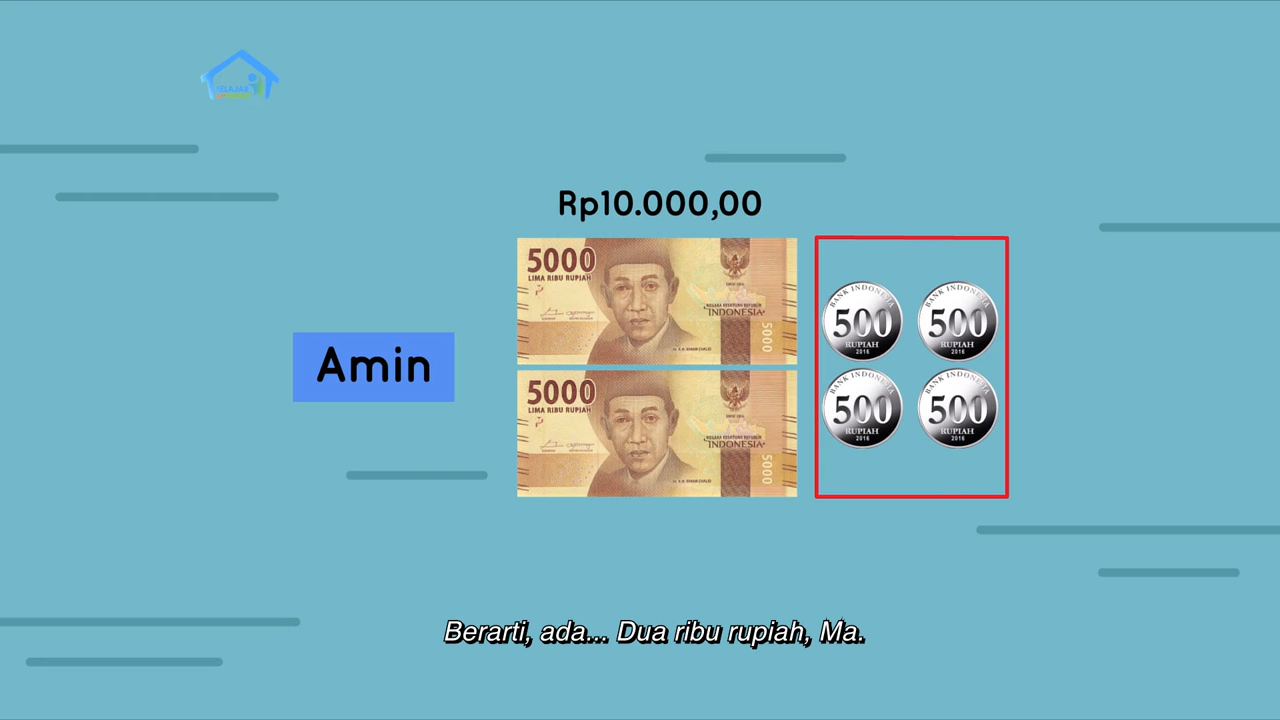 BELAJAR
Rp10.000,00
5000
LIMA RIBU RUPIAH
INDONESIA
5000
BANK INDONESIA
500
RUPIAH
2016
BANK INDONESIA
500
RUPIAH
2016
Amin
5000
LIMA RIBU RUPIAH
INDONESIA
5000
BANK INDONESIA
500
RUPIAH
2016
BANK INDONESIA
500
RUPIAH
2016
Berarti, ada... Dua ribu rupiah, Ma.